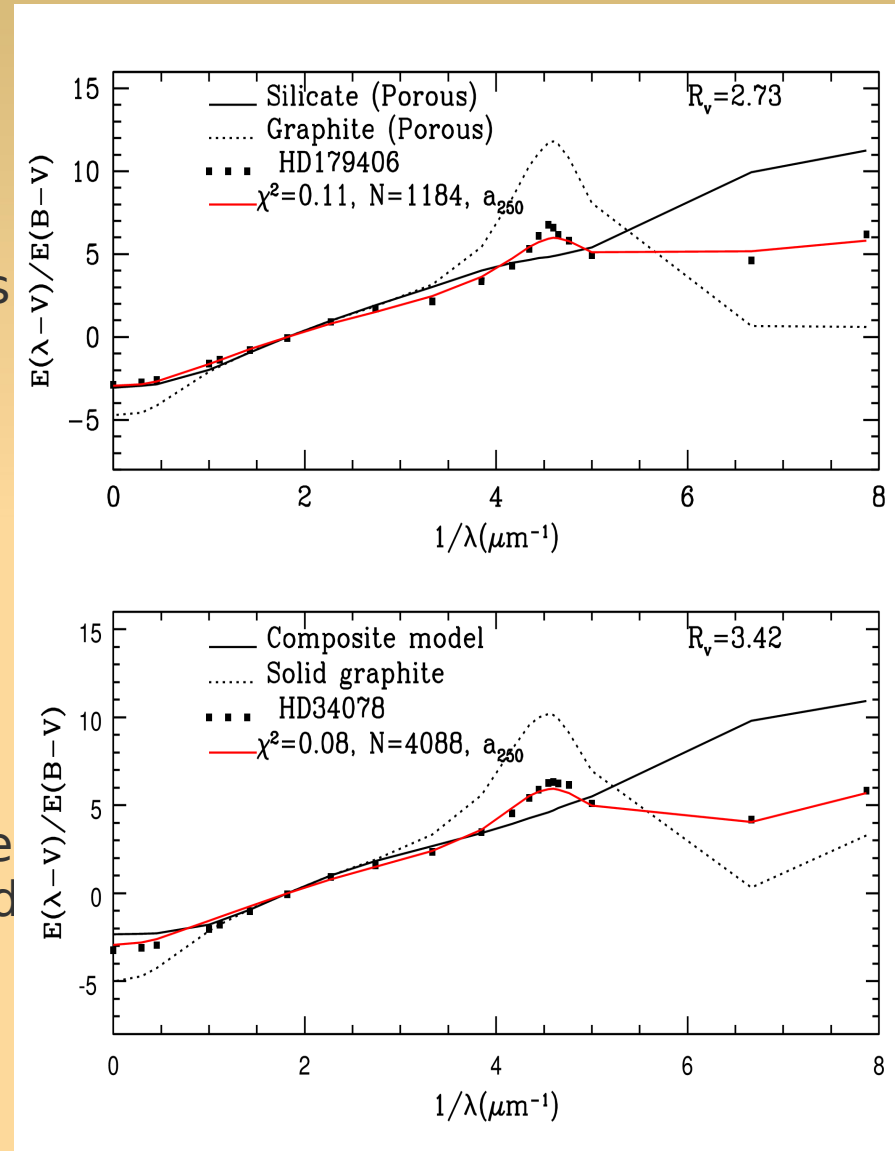 Silicate (Porous)
Graphite (Porous)
HD179406
χ²=0.11, N=1184, a₂₅₀
Rᵥ=2.73
E(λ−V)/E(B−V)
15
10
5
0
−5
0 2 4 6 8
1/λ(μm⁻¹)
Composite model
Solid graphite
HD34078
χ²=0.08, N=4088, a₂₅₀
Rᵥ=3.42
E(λ−V)/E(B−V)
15
10
5
0
-5
0 2 4 6 8
1/λ(μm⁻¹)